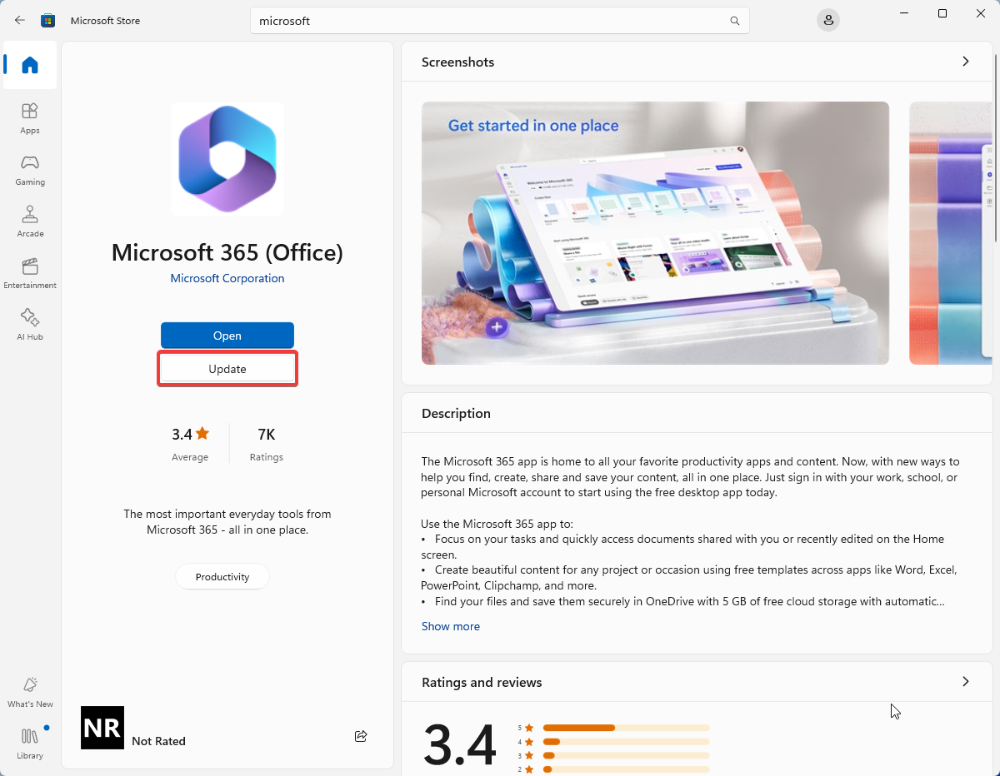 Microsoft Store
microsoft
Apps
Gaming
Arcade
Entertainment
AI Hub
What's New
Library
Microsoft 365 (Office)
Microsoft Corporation
Open
Update
3.4
Average
7K
Ratings
The most important everyday tools from
Microsoft 365 - all in one place.
Productivity
NR
Not Rated
Screenshots
Get started in one place
Welcome to Microsoft 365
Description
The Microsoft 365 app is home to all your favorite productivity apps and content. Now, with new ways to
help you find, create, share and save your content, all in one place. Just sign in with your work, school, or
personal Microsoft account to start using the free desktop app today.
Use the Microsoft 365 app to:
• Focus on your tasks and quickly access documents shared with you or recently edited on the Home
screen.
• Create beautiful content for any project or occasion using free templates across apps like Word, Excel,
PowerPoint, Clipchamp, and more.
• Find your files and save them securely in OneDrive with 5 GB of free cloud storage with automatic...
Show more
Ratings and reviews
3.4
5
4
3
2